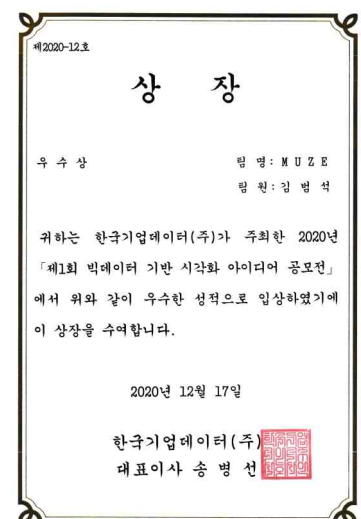 제2020-12호
상 장
우 수 상
팀 명: M U Z E
팀 원: 김 범 석
귀하는 한국기업데이터(주)가 주최한 2020년
「제1회 빅데이터 기반 시각화 아이디어 공모전」
에서 위와 같이 우수한 성적으로 입상하였기에
이 상장을 수여합니다.
2020년 12월 17일
한국기업데이터(주)
대표이사 송 병 선